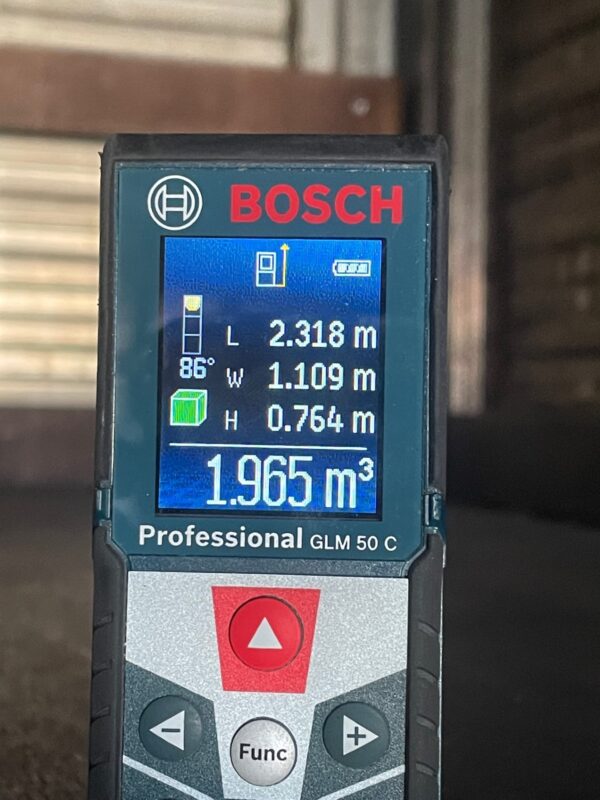 BOSCH
L 2.318 m
86° W 1.109 m
H 0.764 m
1.965 m³
Professional GLM 50 C
− +
Func